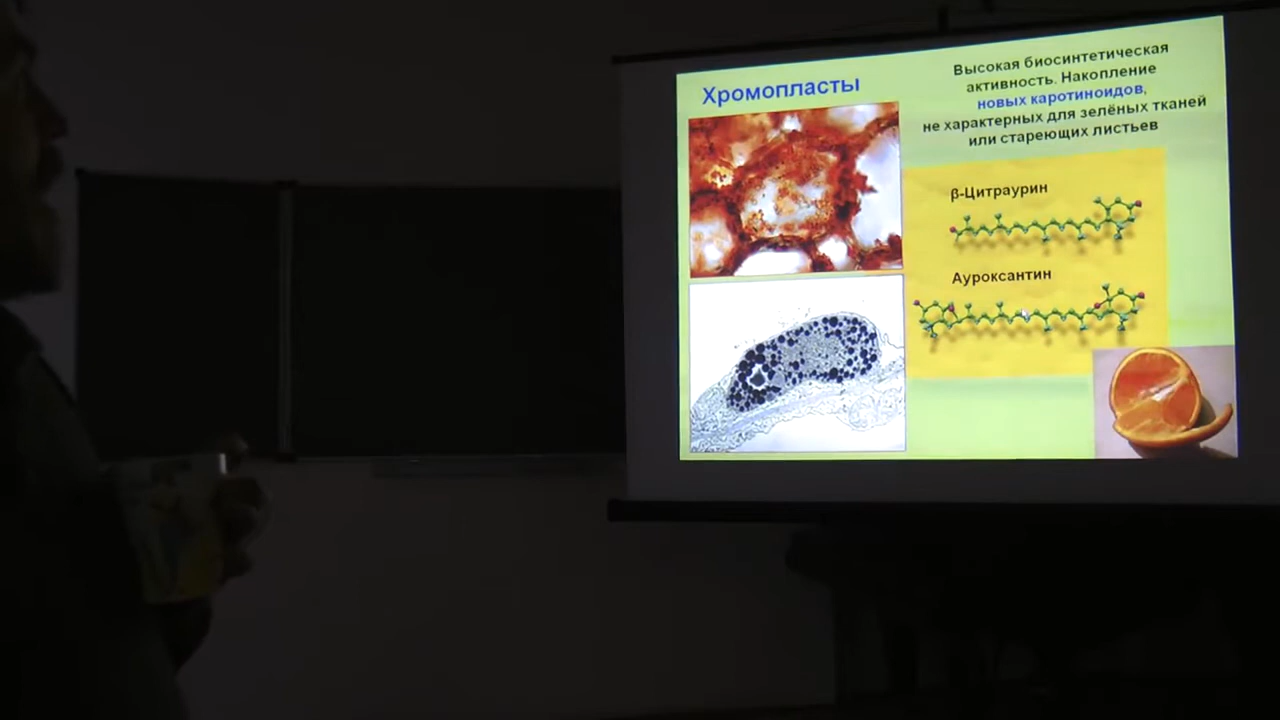 Хромопласты
Высокая биосинтетическая
активность. Накопление
новых каротиноидов,
не характерных для зелёных тканей
или стареющих листьев
β-Цитраурин
Ауроксантин